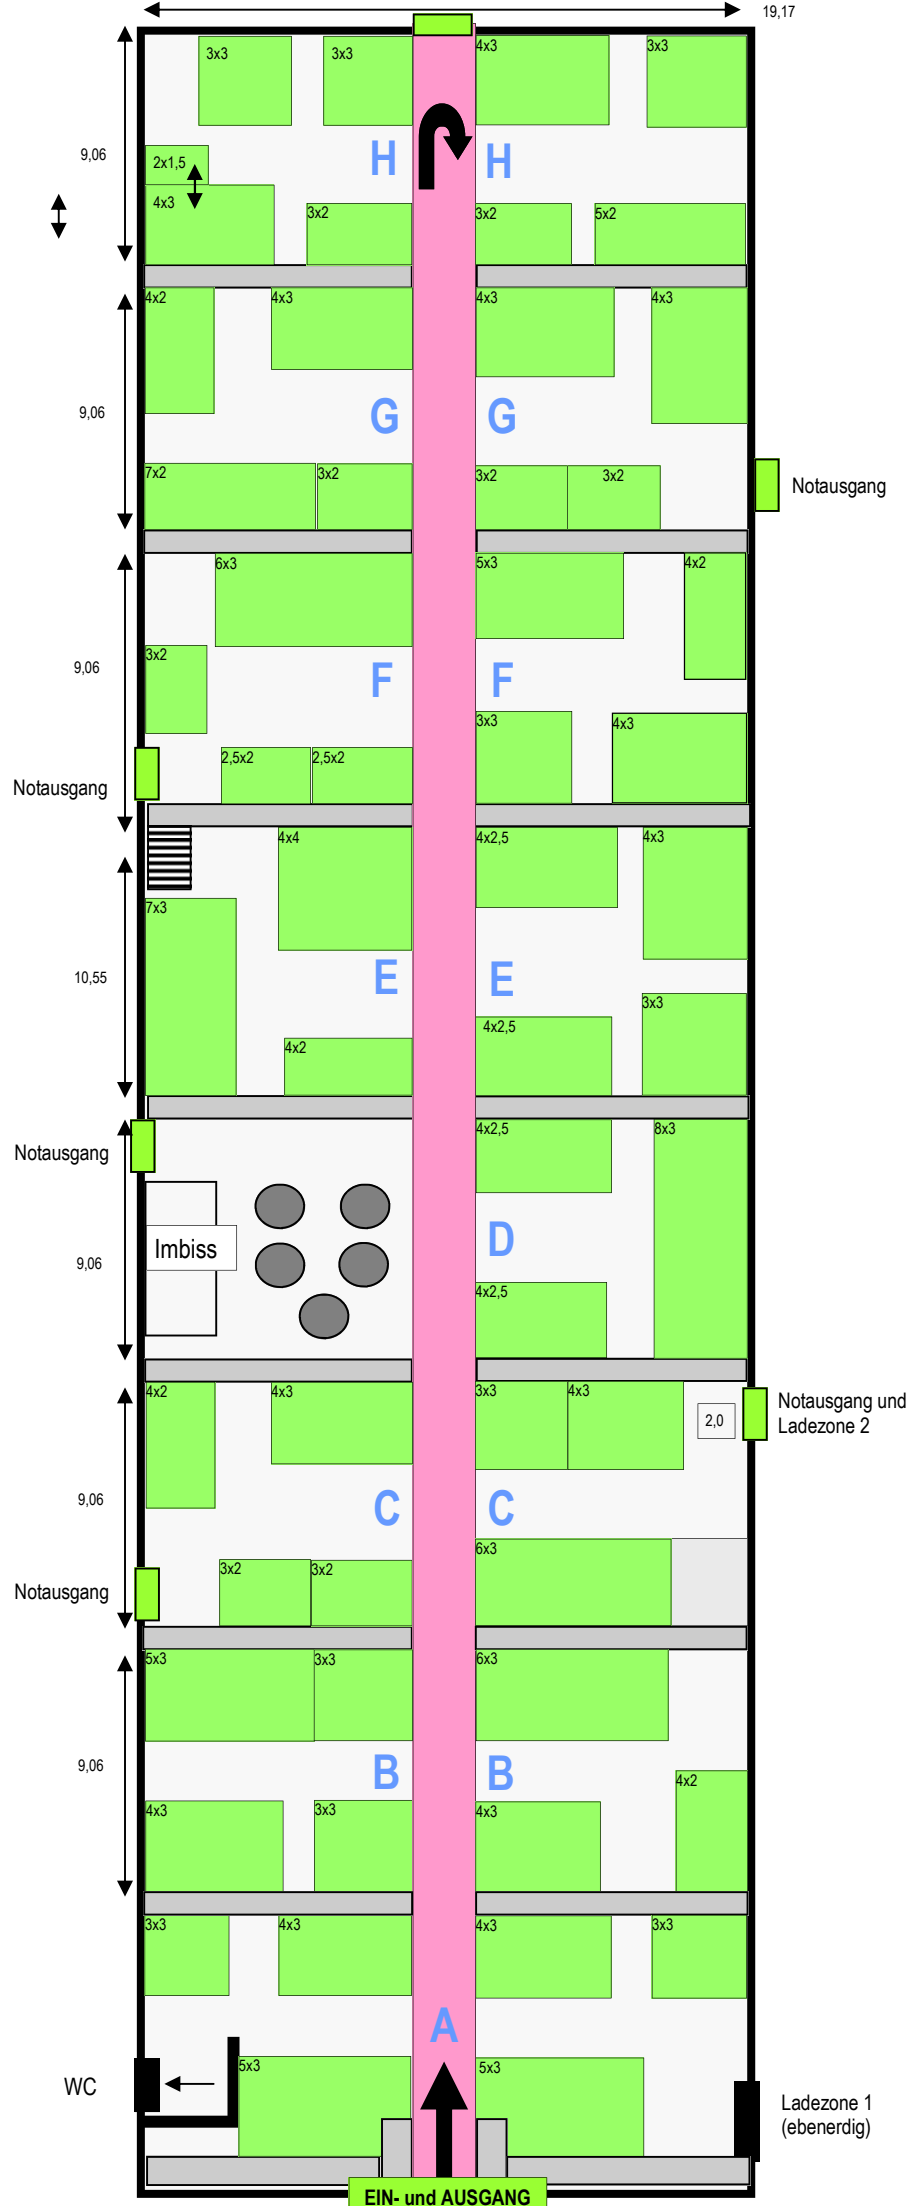 19,17
3x3
3x3
4x3
3x3
9,06
H
H
2x1,5
4x3
3x2
3x2
5x2
4x2
4x3
4x3
4x3
9,06
G
G
7x2
3x2
3x2
3x2
Notausgang
6x3
5x3
4x2
9,06
3x2
F
F
3x3
4x3
2,5x2
2,5x2
Notausgang
4x4
4x2,5
4x3
7x3
10,55
E
E
3x3
4x2,5
4x2
4x2,5
8x3
Notausgang
D
Imbiss
9,06
4x2,5
4x2
4x3
3x3
4x3
2,0
Notausgang und
Ladezone 2
9,06
C
C
6x3
3x2
3x2
Notausgang
5x3
3x3
6x3
9,06
B
B
4x2
4x3
3x3
4x3
3x3
4x3
4x3
3x3
A
5x3
5x3
WC
Ladezone 1
(ebenerdig)
EIN- und AUSGANG